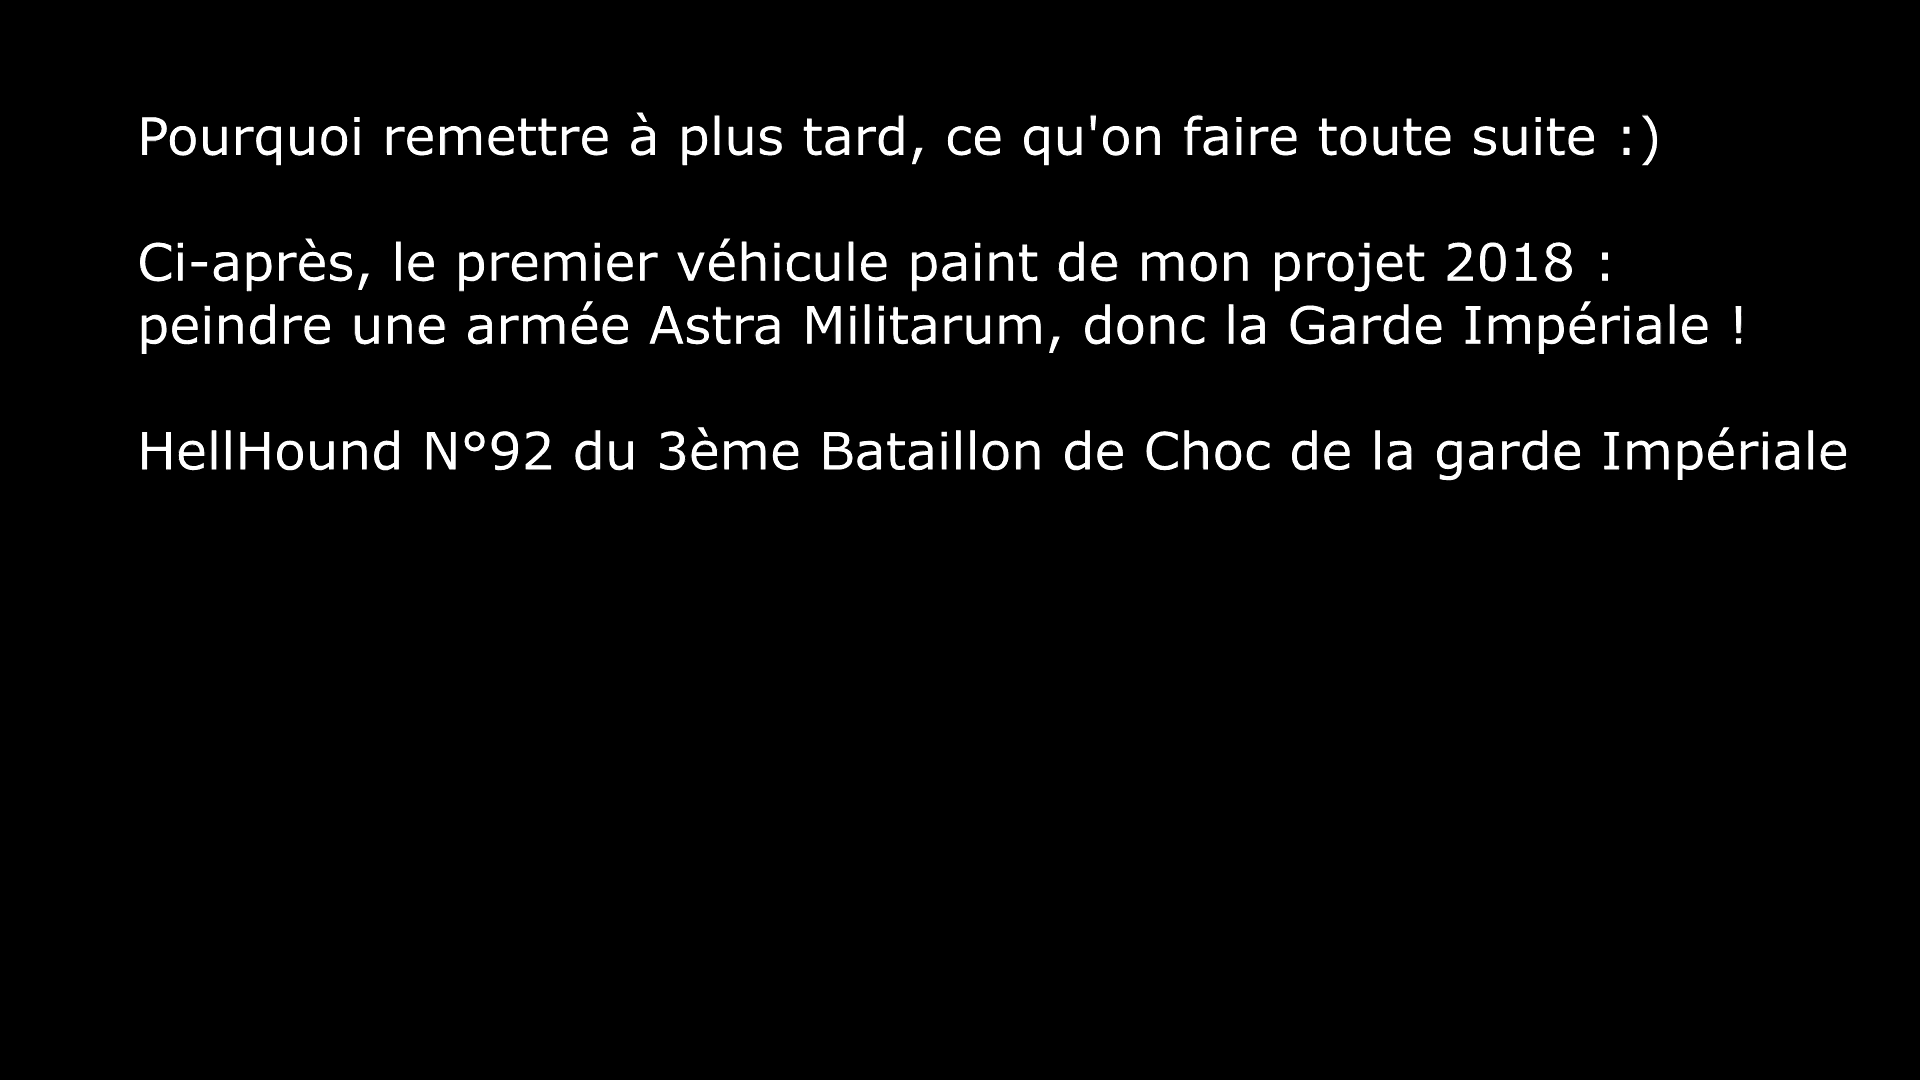 Pourquoi remettre à plus tard, ce qu'on faire toute suite :)
Ci-après, le premier véhicule paint de mon projet 2018 :
peindre une armée Astra Militarum, donc la Garde Impériale !
HellHound N°92 du 3ème Bataillon de Choc de la garde Impériale